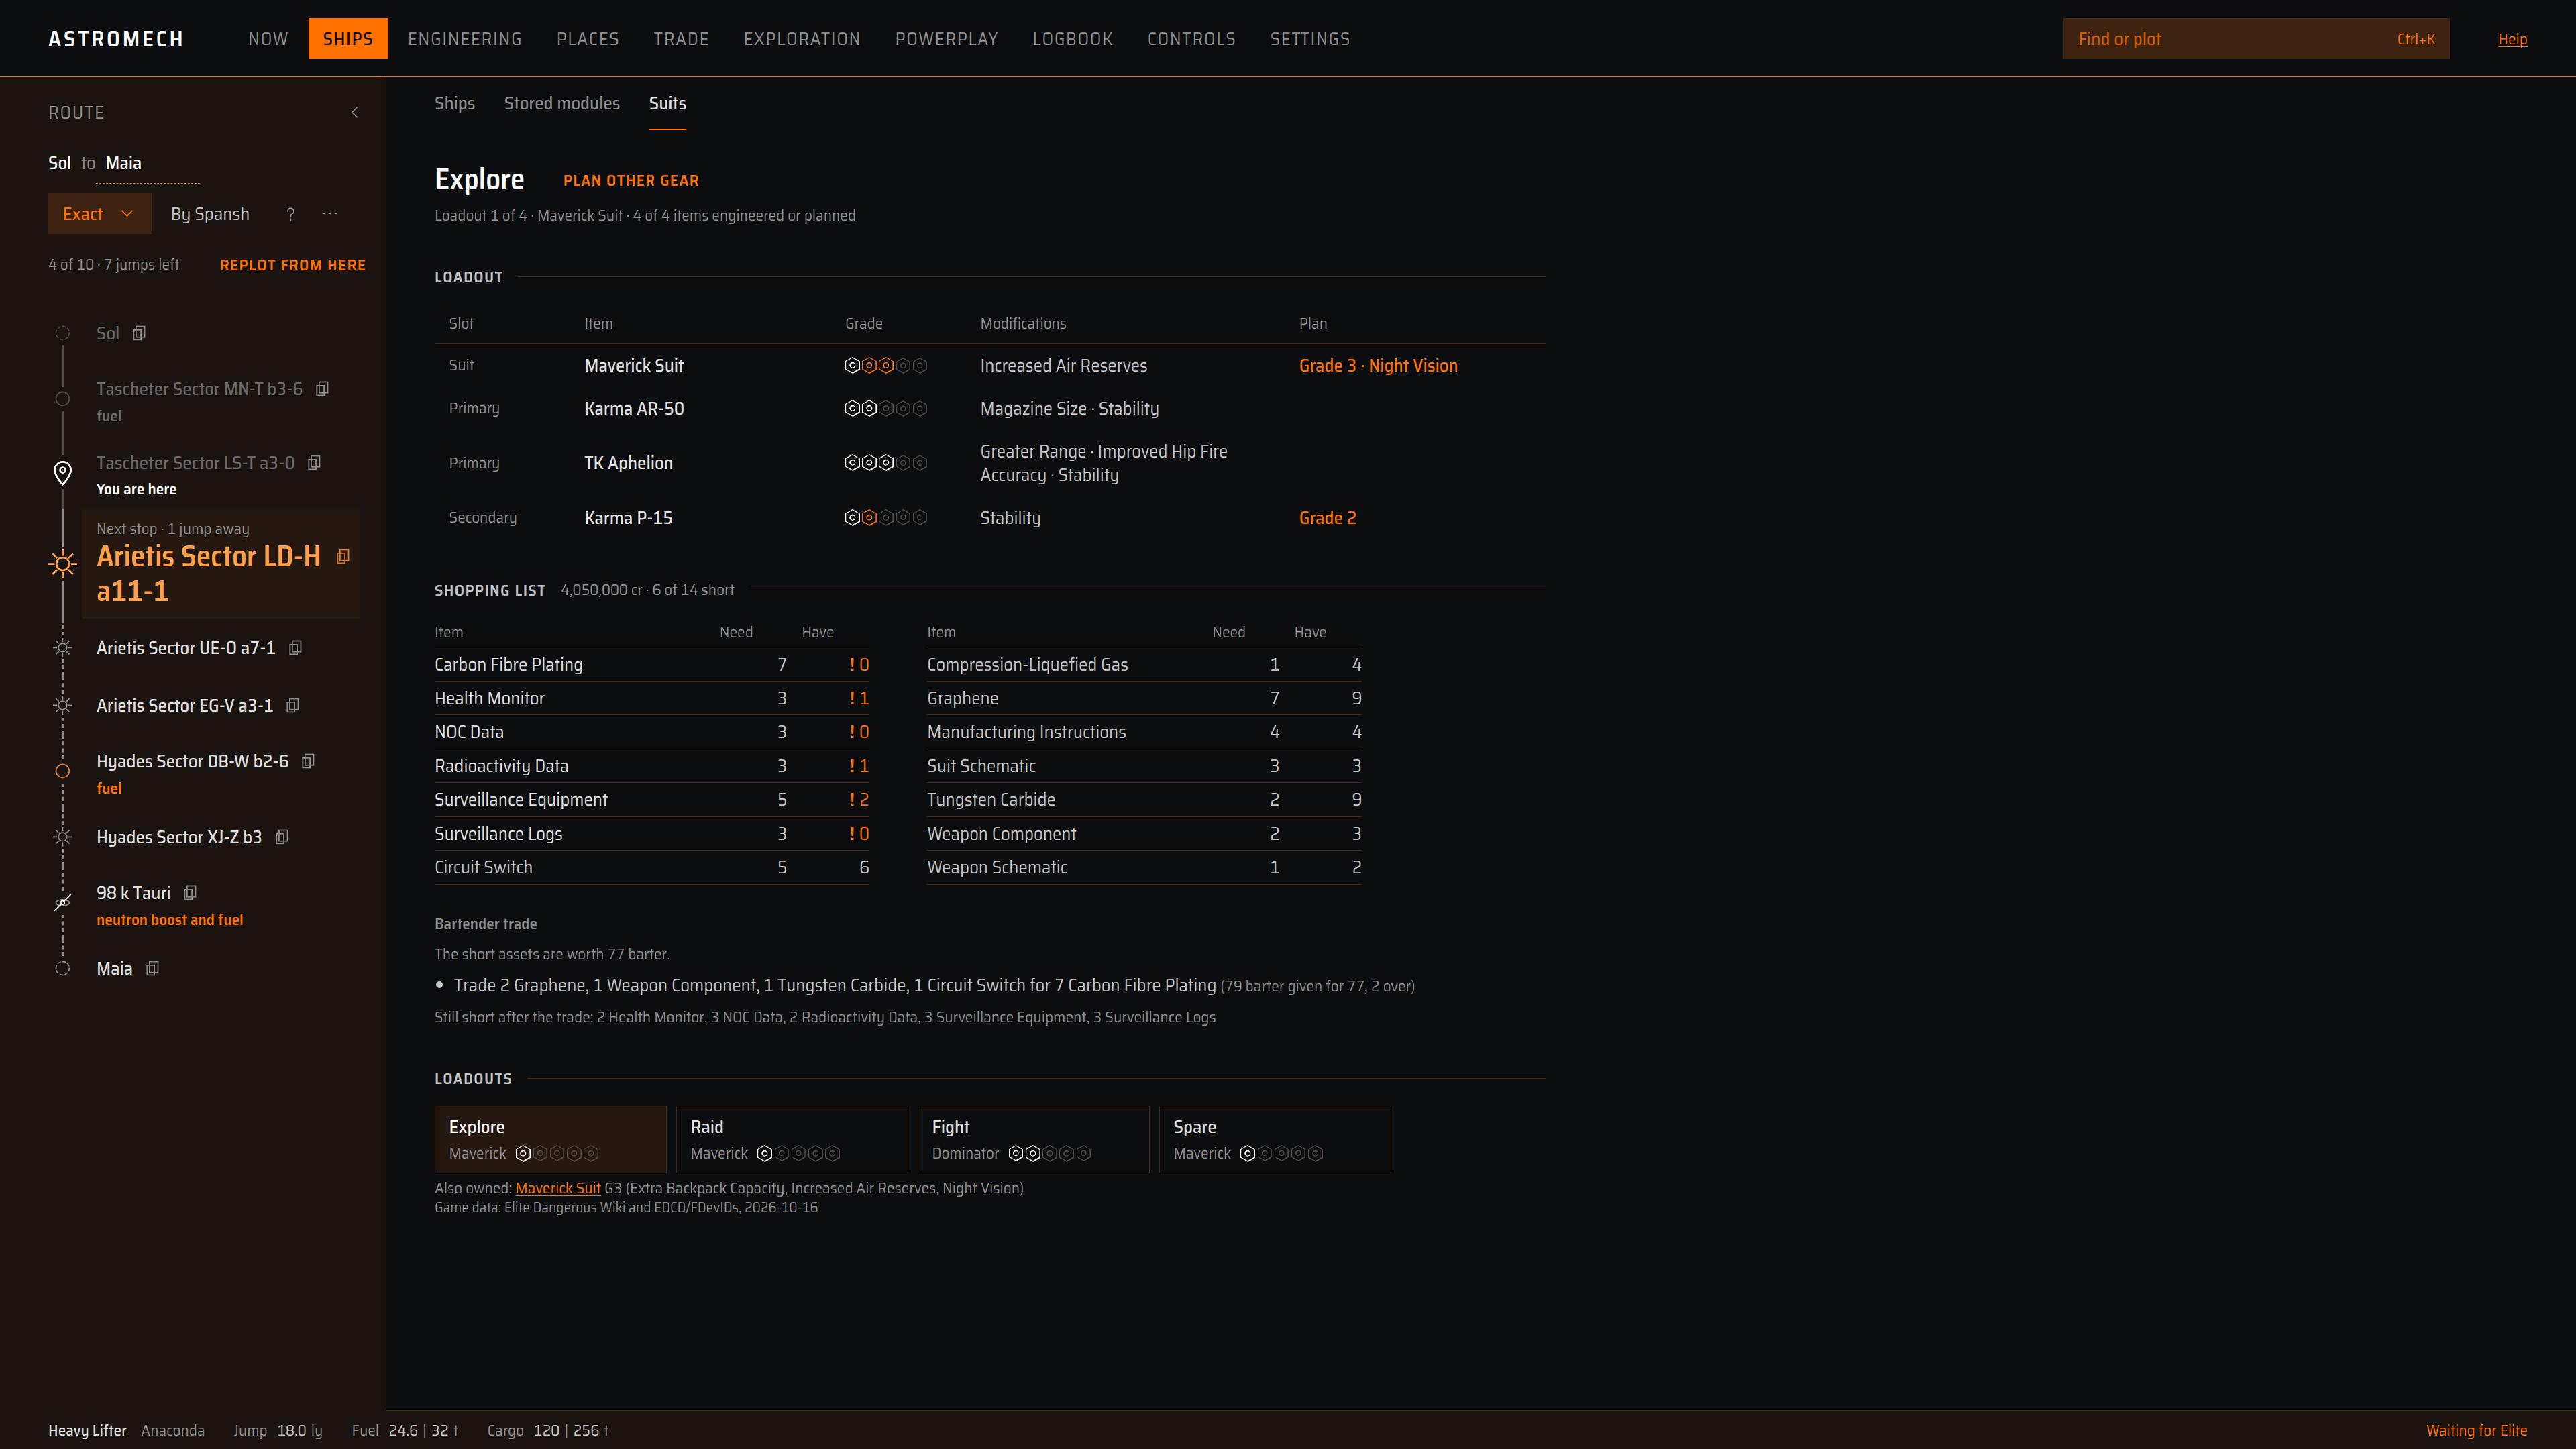 ASTROMECH NOW SHIPS ENGINEERING PLACES TRADE EXPLORATION POWERPLAY LOGBOOK CONTROLS SETTINGS Find or plot Ctrl+K Help
ROUTE
Sol to Maia
Exact By Spansh ? ···
4 of 10 · 7 jumps left REPLOT FROM HERE
Sol
Tascheter Sector MN-T b3-6
fuel
Tascheter Sector LS-T a3-0
You are here
Next stop · 1 jump away
Arietis Sector LD-H
a11-1
Arietis Sector UE-O a7-1
Arietis Sector EG-V a3-1
Hyades Sector DB-W b2-6
fuel
Hyades Sector XJ-Z b3
98 k Tauri
neutron boost and fuel
Maia
Ships Stored modules Suits
Explore PLAN OTHER GEAR
Loadout 1 of 4 · Maverick Suit · 4 of 4 items engineered or planned
LOADOUT
Slot Item Grade Modifications Plan
Suit Maverick Suit Increased Air Reserves Grade 3 · Night Vision
Primary Karma AR-50 Magazine Size · Stability
Primary TK Aphelion Greater Range · Improved Hip Fire
Accuracy · Stability
Secondary Karma P-15 Stability Grade 2
SHOPPING LIST 4,050,000 cr · 6 of 14 short
Item Need Have Item Need Have
Carbon Fibre Plating 7 ! 0 Compression-Liquefied Gas 1 4
Health Monitor 3 ! 1 Graphene 7 9
NOC Data 3 ! 0 Manufacturing Instructions 4 4
Radioactivity Data 3 ! 1 Suit Schematic 3 3
Surveillance Equipment 5 ! 2 Tungsten Carbide 2 9
Surveillance Logs 3 ! 0 Weapon Component 2 3
Circuit Switch 5 6 Weapon Schematic 1 2
Bartender trade
The short assets are worth 77 barter.
• Trade 2 Graphene, 1 Weapon Component, 1 Tungsten Carbide, 1 Circuit Switch for 7 Carbon Fibre Plating (79 barter given for 77, 2 over)
Still short after the trade: 2 Health Monitor, 3 NOC Data, 2 Radioactivity Data, 3 Surveillance Equipment, 3 Surveillance Logs
LOADOUTS
Explore Raid Fight Spare
Maverick Maverick Dominator Maverick
Also owned: Maverick Suit G3 (Extra Backpack Capacity, Increased Air Reserves, Night Vision)
Game data: Elite Dangerous Wiki and EDCD/FDevIDs, 2026-10-16
Heavy Lifter Anaconda Jump 18.0 ly Fuel 24.6 | 32 t Cargo 120 | 256 t Waiting for Elite